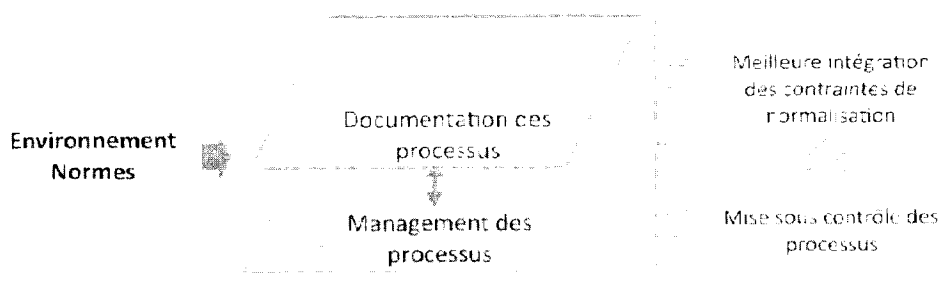 Environnement
Normes
Documentation des
processus
Management des
processus
Meilleure intégration
des contraintes de
normalisation
Mise sous contrôle des
processus